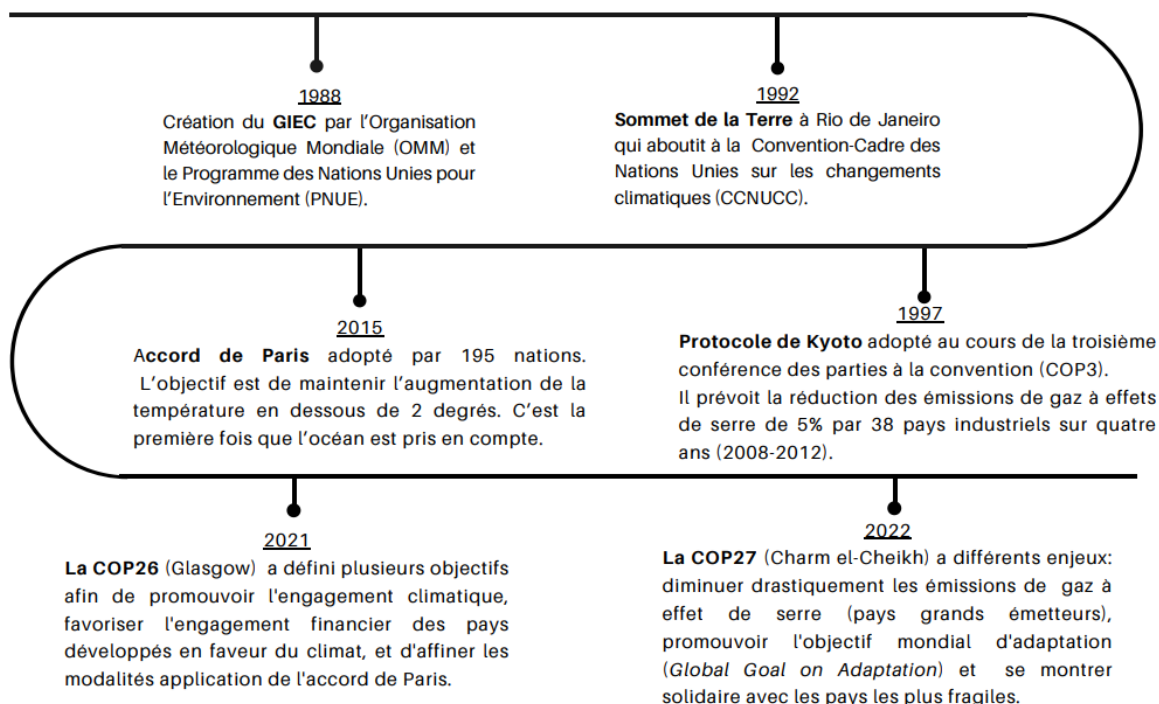 1988
Création du GIEC par l'Organisation
Météorologique Mondiale (OMM) et
le Programme des Nations Unies pour
l'Environnement (PNUE).
1992
Sommet de la Terre à Rio de Janeiro
qui aboutit à la Convention-Cadre des
Nations Unies sur les changements
climatiques (CCNUCC).
1997
Protocole de Kyoto adopté au cours de la troisième
conférence des parties à la convention (COP3).
Il prévoit la réduction des émissions de gaz à effets
de serre de 5% par 38 pays industriels sur quatre
ans (2008-2012).
2015
Accord de Paris adopté par 195 nations.
L'objectif est de maintenir l'augmentation de la
température en dessous de 2 degrés. C'est la
première fois que l'océan est pris en compte.
2021
La COP26 (Glasgow) a défini plusieurs objectifs
afin de promouvoir l'engagement climatique,
favoriser l'engagement financier des pays
développés en faveur du climat, et d'affiner les
modalités application de l'accord de Paris.
2022
La COP27 (Charm el-Cheikh) a différents enjeux:
diminuer drastiquement les émissions de gaz à
effet de serre (pays grands émetteurs),
promouvoir l'objectif mondial d'adaptation
(Global Goal on Adaptation) et se montrer
solidaire avec les pays les plus fragiles.